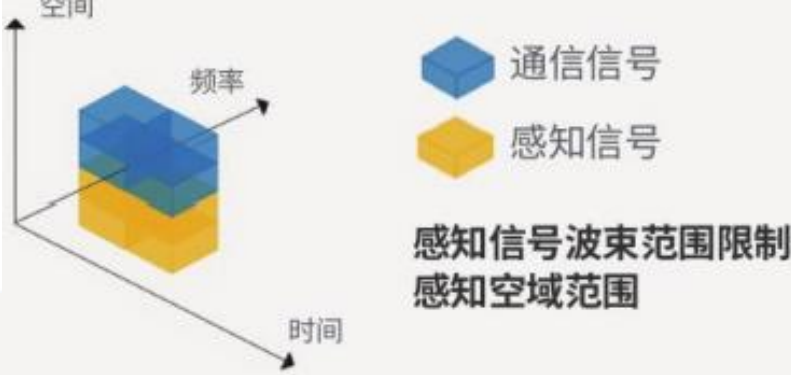 空间
频率
时间
通信信号
感知信号
感知信号波束范围限制
感知空域范围